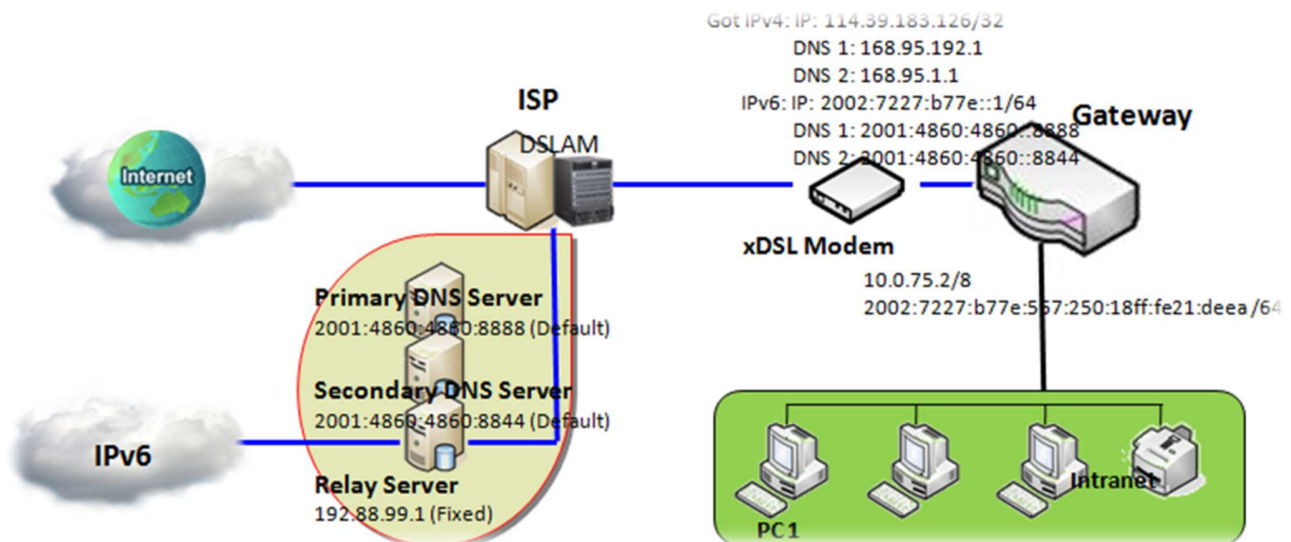 Got IPv4: IP: 114.39.183.126/32
DNS 1: 168.95.192.1
DNS 2: 168.95.1.1
IPv6: IP: 2002:7227:b77e::1/64
DNS 1: 2001:4860:4860::8888
DNS 2: 2001:4860:4860::8844
ISP
DSLAM
Gateway
Internet
xDSL Modem
10.0.75.2/8
2002:7227:b77e:557:250:18ff:fe21:deea/64
Primary DNS Server
2001:4860:4860:8888 (Default)
Secondary DNS Server
2001:4860:4860:8844 (Default)
IPv6
Relay Server
192.88.99.1 (Fixed)
Intranet
PC1